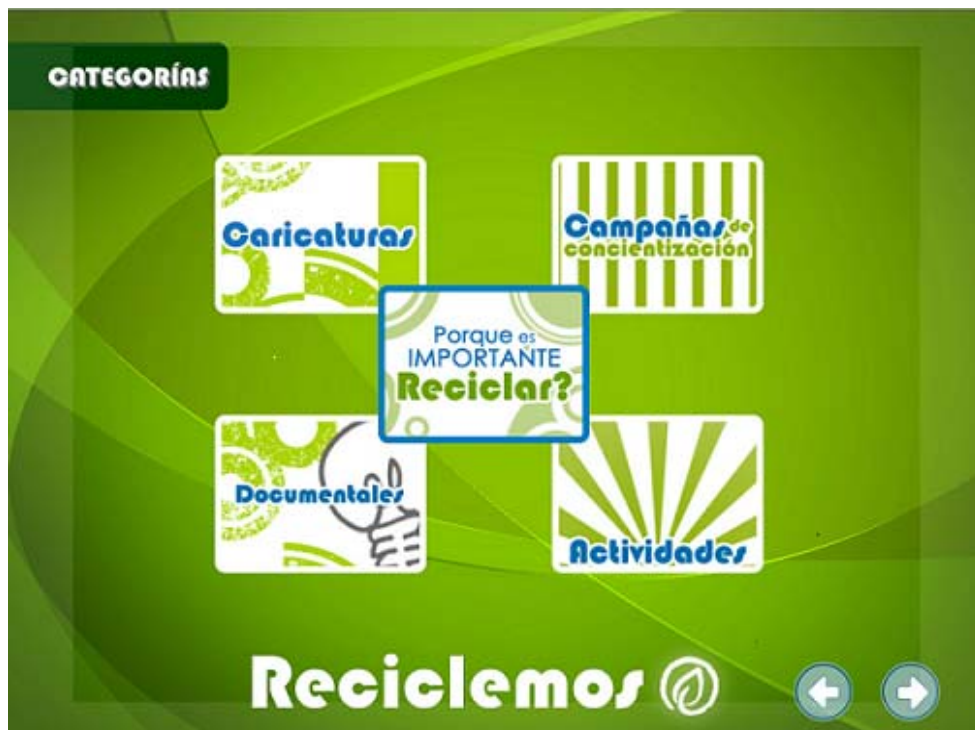 CATEGORÍAS
Caricaturas
Campañas de
concientización
Porque es
IMPORTANTE
Reciclar?
Documentales
Actividades
Reciclemos